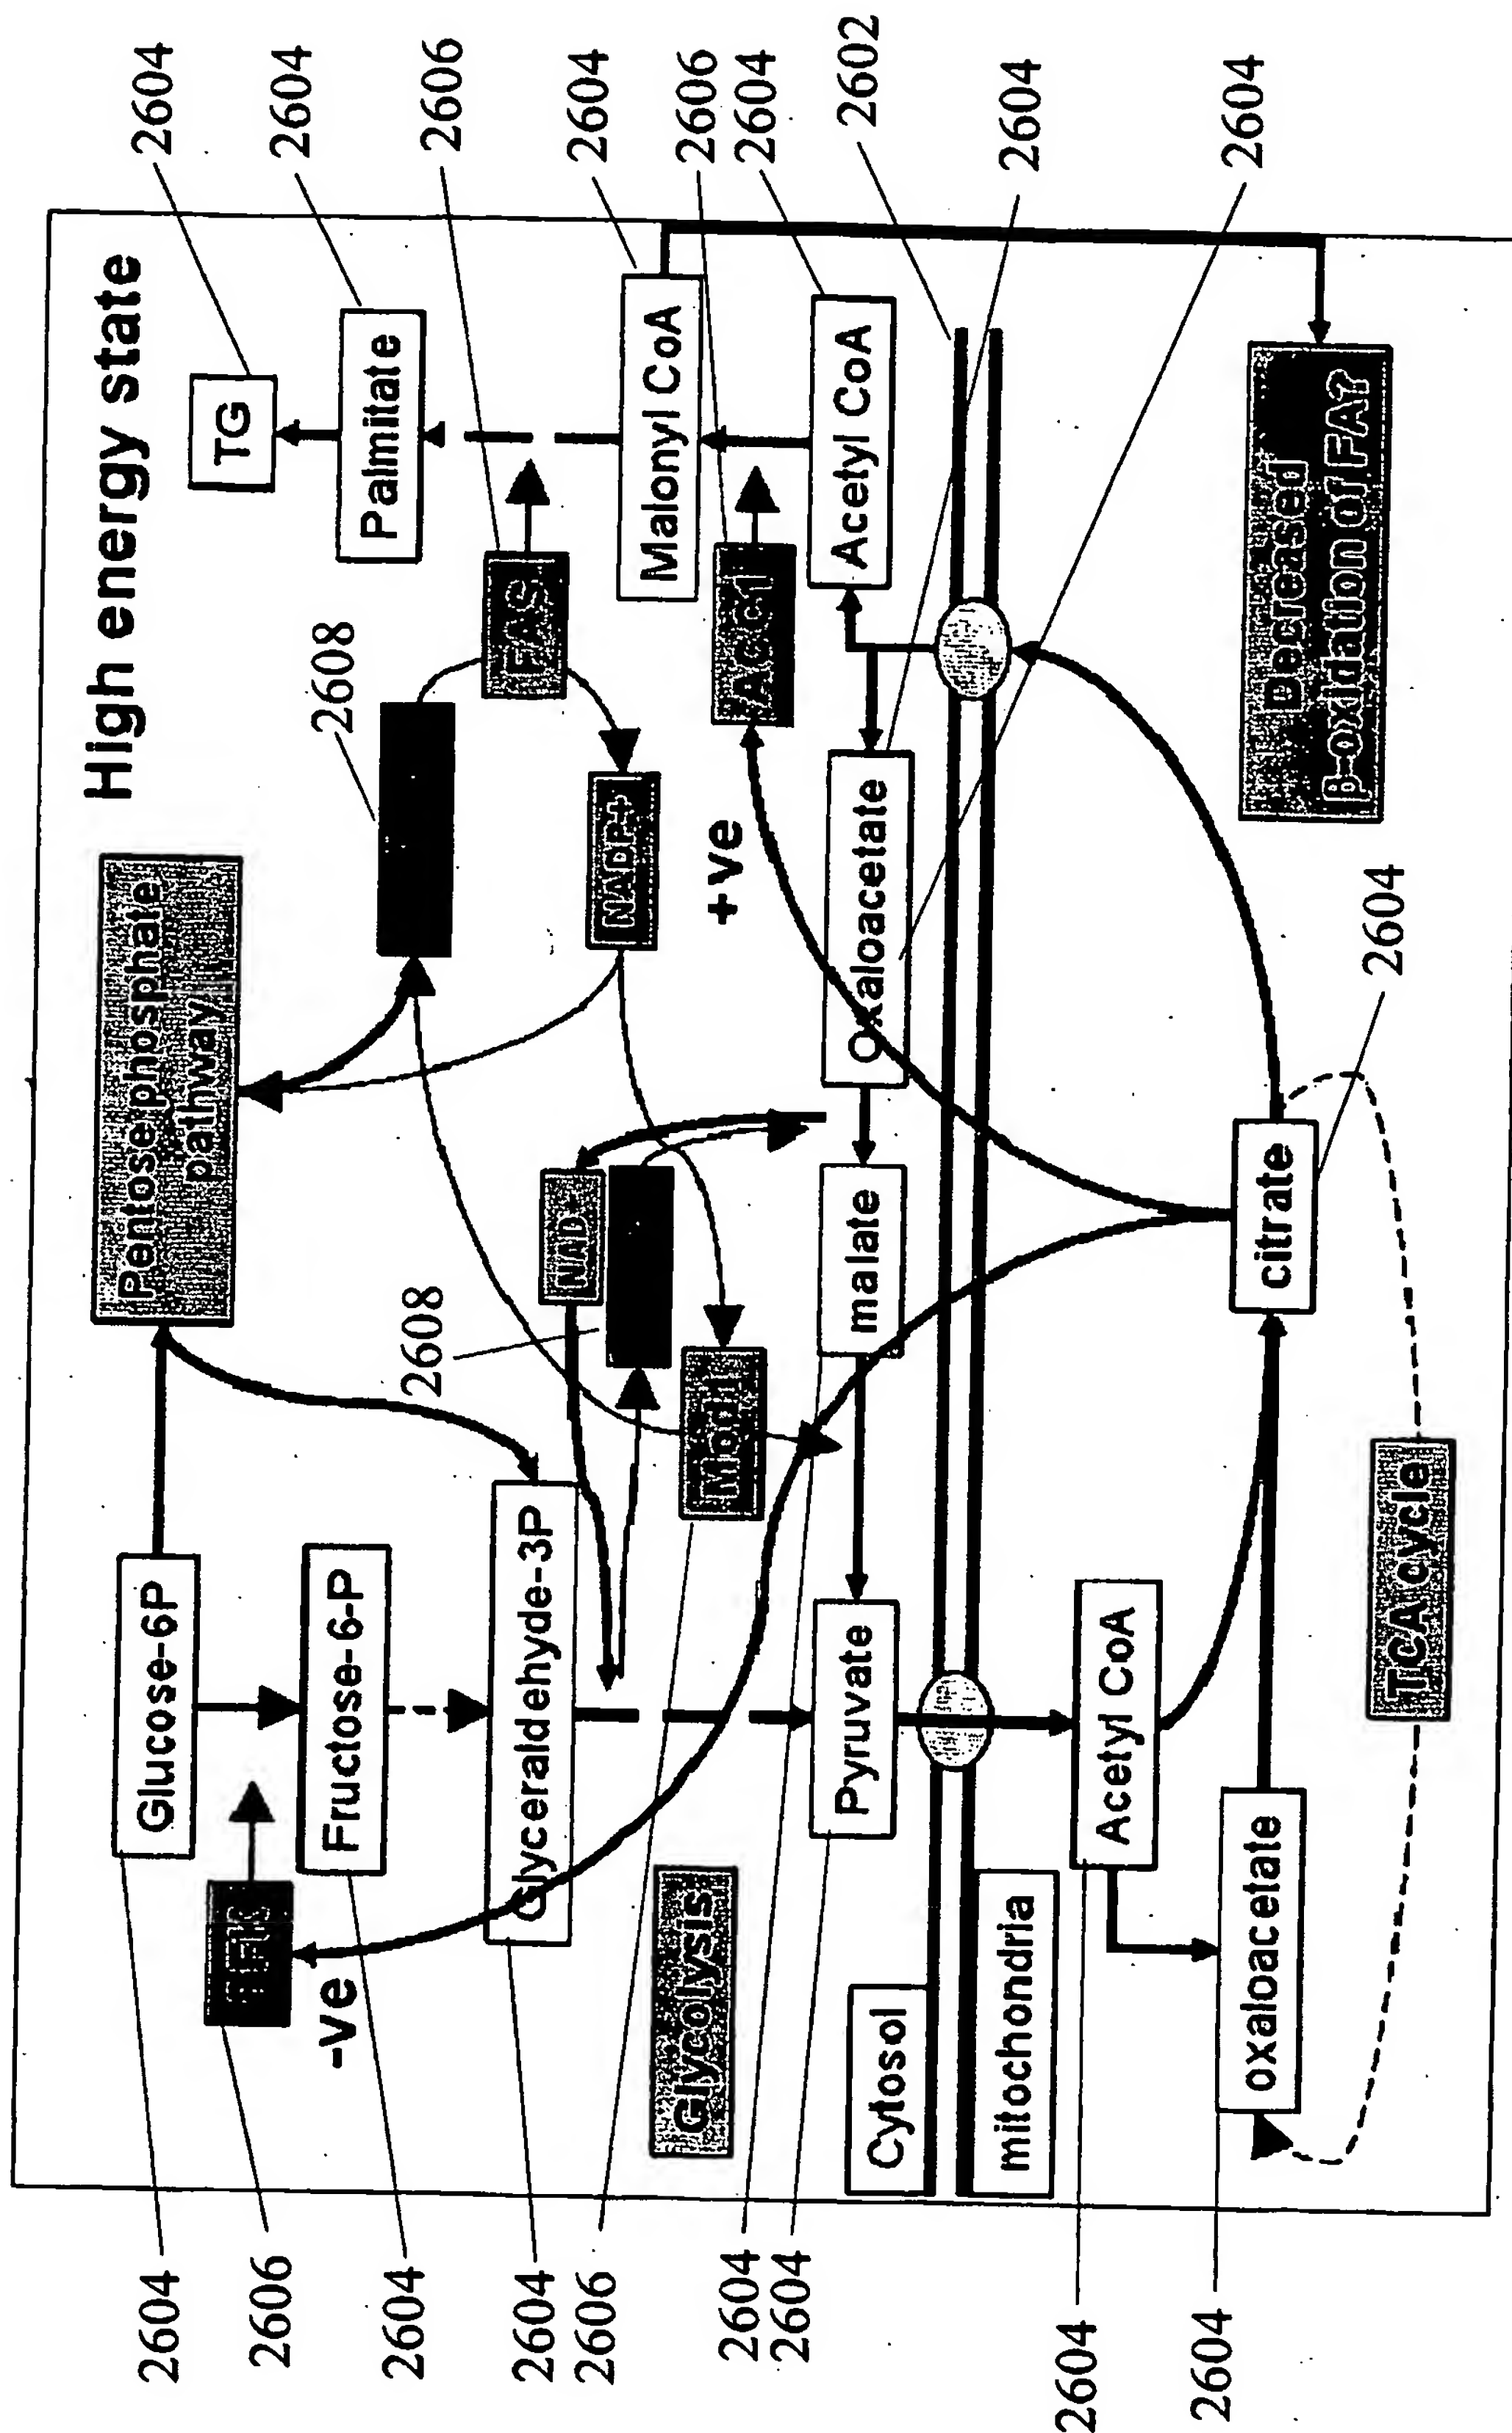 High energy state
2604
2606
2604
2604
2606
2604
2604
2604
2604
2604
2604
2606
2604
2606
2604
2602
2604
2604
2604
2608
2608
Glucose-6P
Pentose phosphate
pathway
TG
-ve
Fructose-6-P
Palmitate
Glyceraldehyde-3P
NAD+
FAS
NADP+
Malonyl CoA
Glycolysis
Mod1
+ve
Acc1
Pyruvate
malate
Oxaloacetate
Acetyl CoA
Cytosol
mitochondria
Acetyl CoA
oxaloacetate
citrate
Decreased
β-oxidation of FA?
TCA cycle